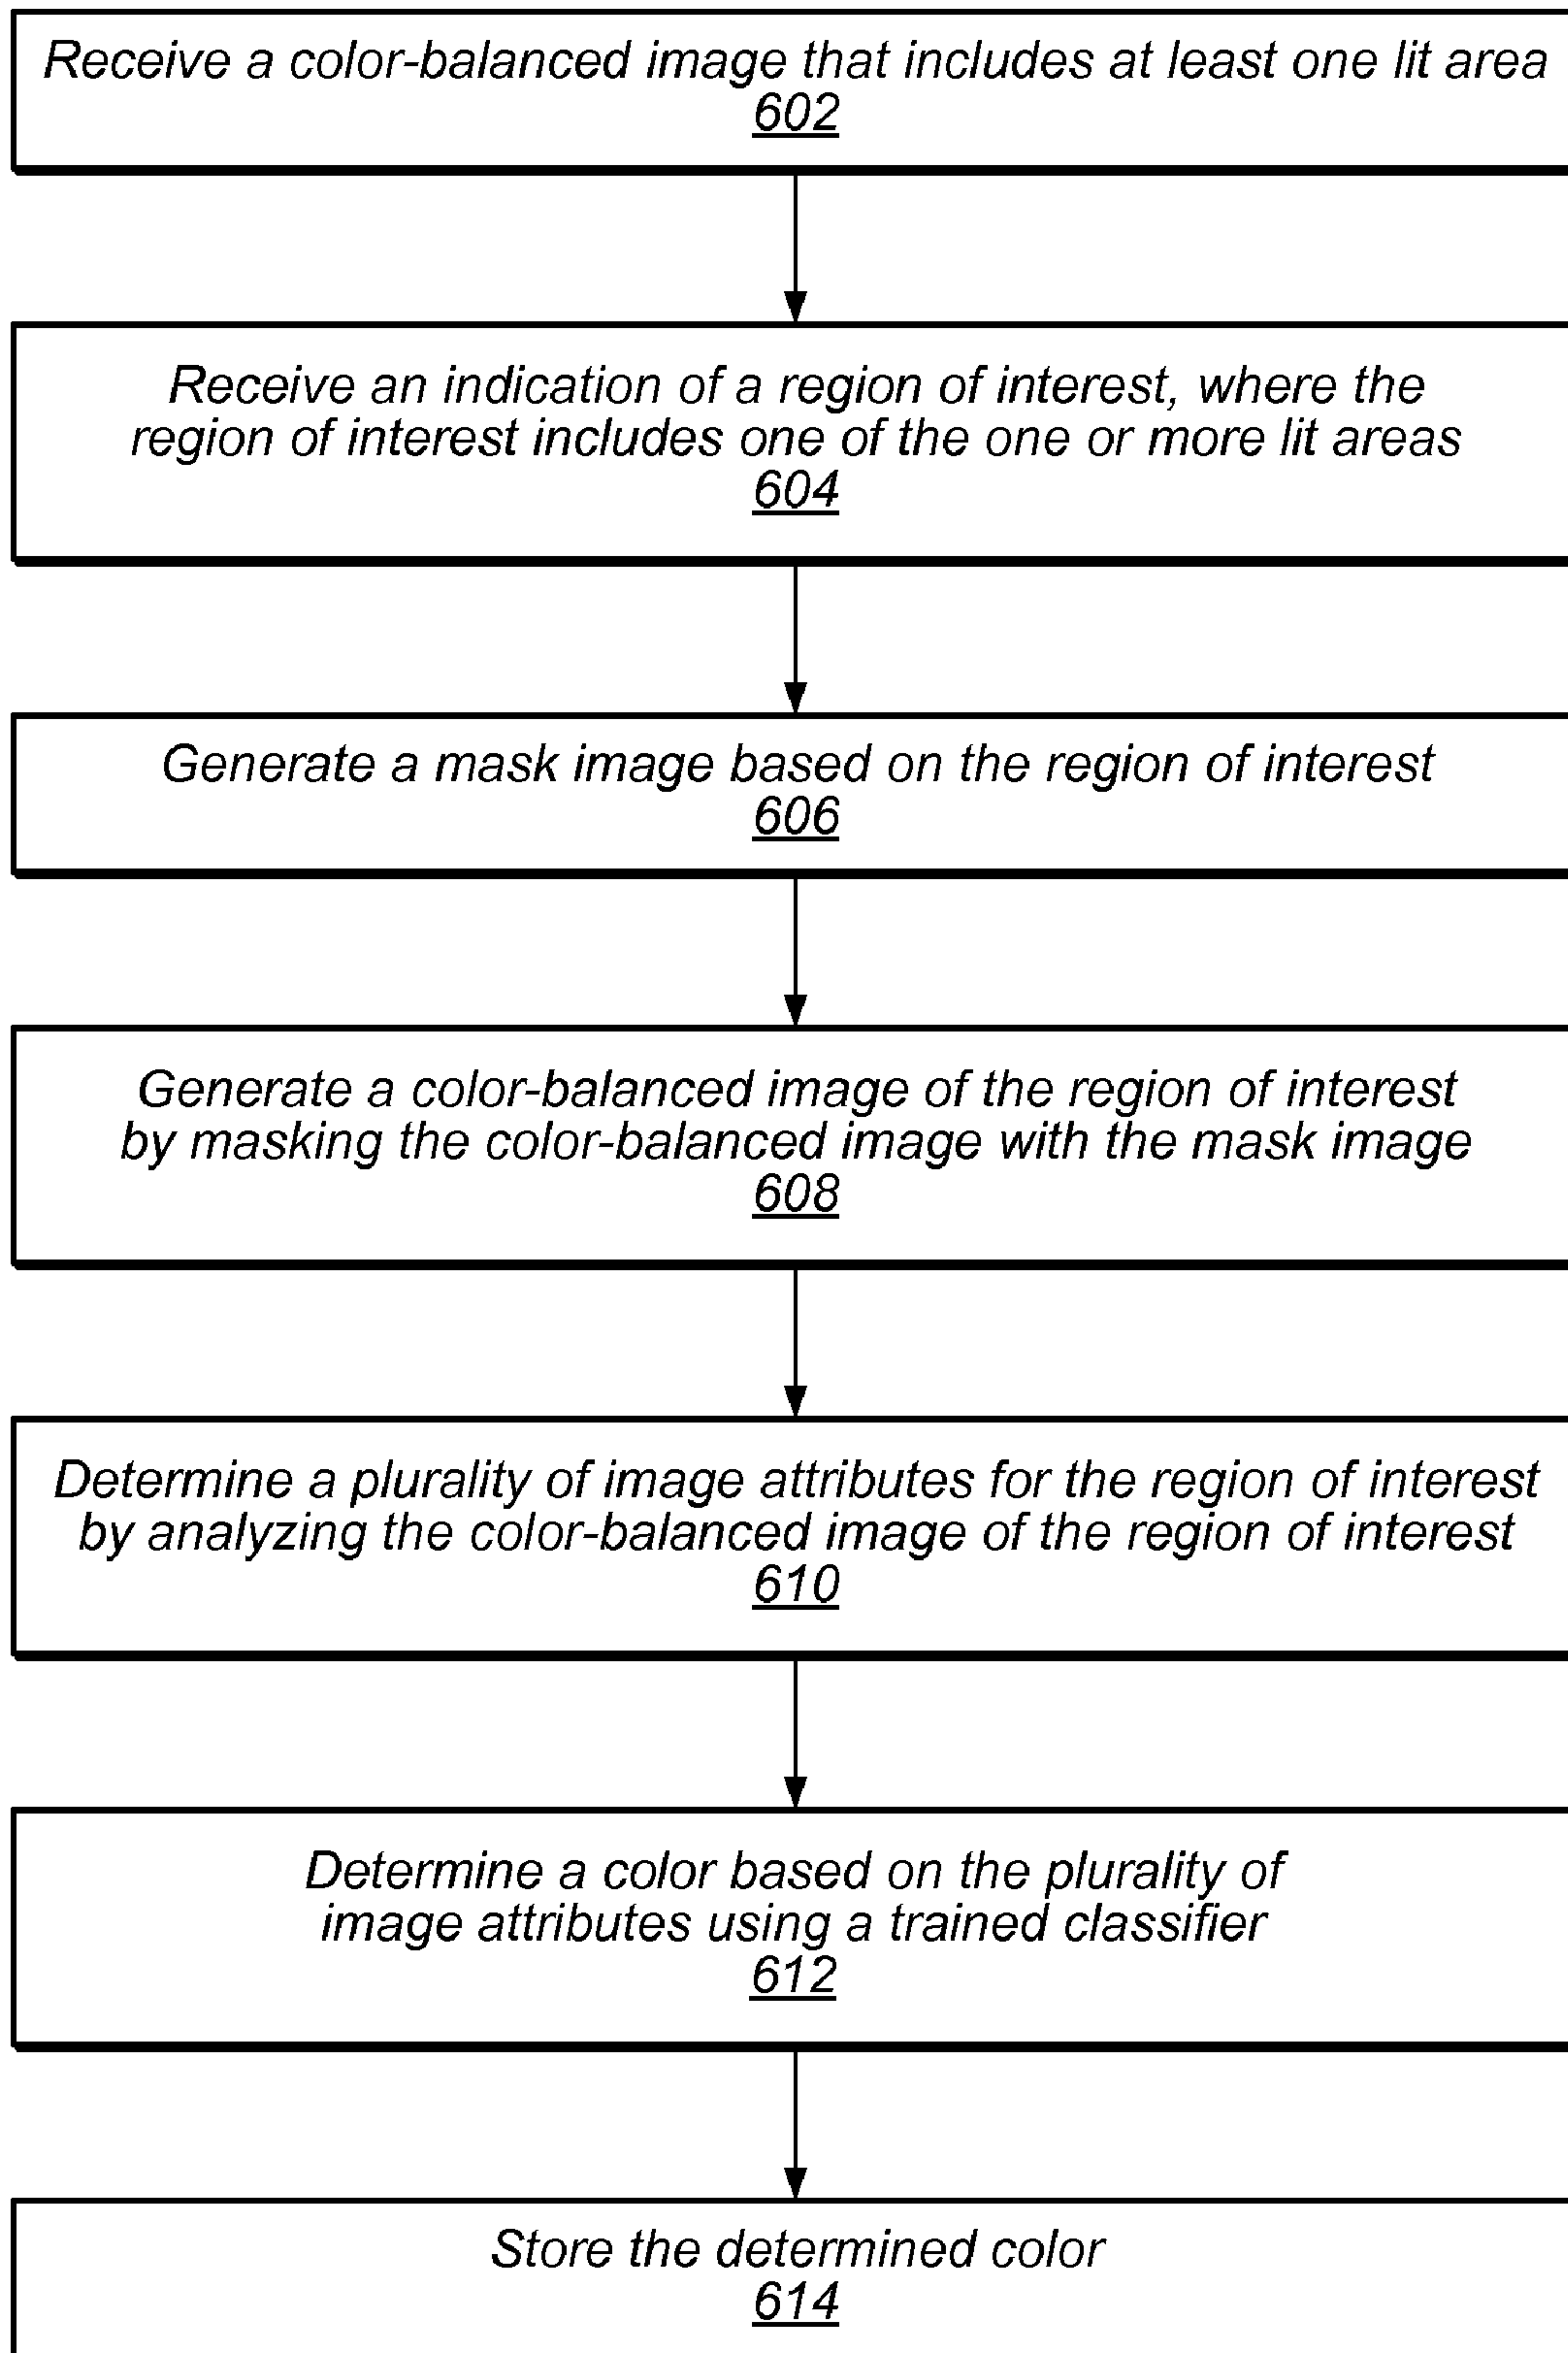 Receive a color-balanced image that includes at least one lit area
602
Receive an indication of a region of interest, where the
region of interest includes one of the one or more lit areas
604
Generate a mask image based on the region of interest
606
Generate a color-balanced image of the region of interest
by masking the color-balanced image with the mask image
608
Determine a plurality of image attributes for the region of interest
by analyzing the color-balanced image of the region of interest
610
Determine a color based on the plurality of
image attributes using a trained classifier
612
Store the determined color
614